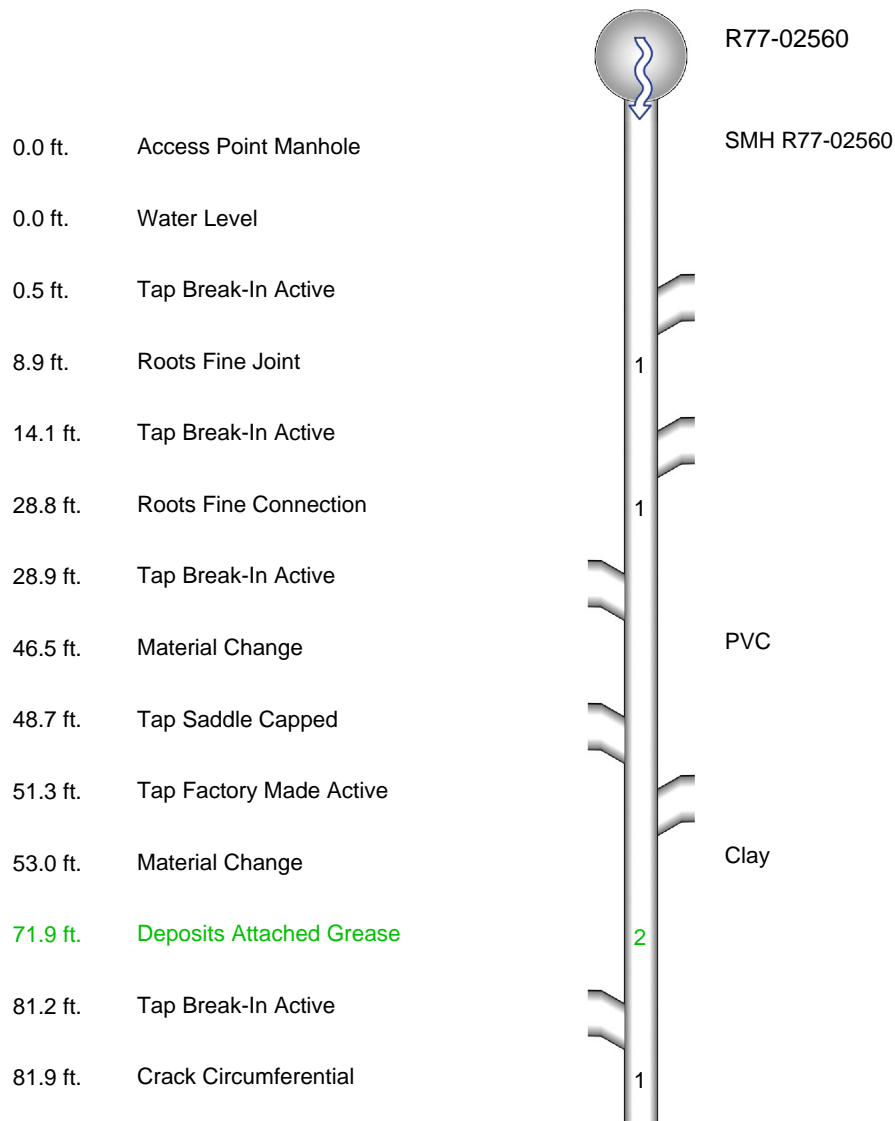 R77-02560
0.0 ft. Access Point Manhole SMH R77-02560
0.0 ft. Water Level
0.5 ft. Tap Break-In Active
8.9 ft. Roots Fine Joint 1
14.1 ft. Tap Break-In Active
28.8 ft. Roots Fine Connection 1
28.9 ft. Tap Break-In Active
46.5 ft. Material Change PVC
48.7 ft. Tap Saddle Capped
51.3 ft. Tap Factory Made Active
53.0 ft. Material Change Clay
71.9 ft. Deposits Attached Grease 2
81.2 ft. Tap Break-In Active
81.9 ft. Crack Circumferential 1